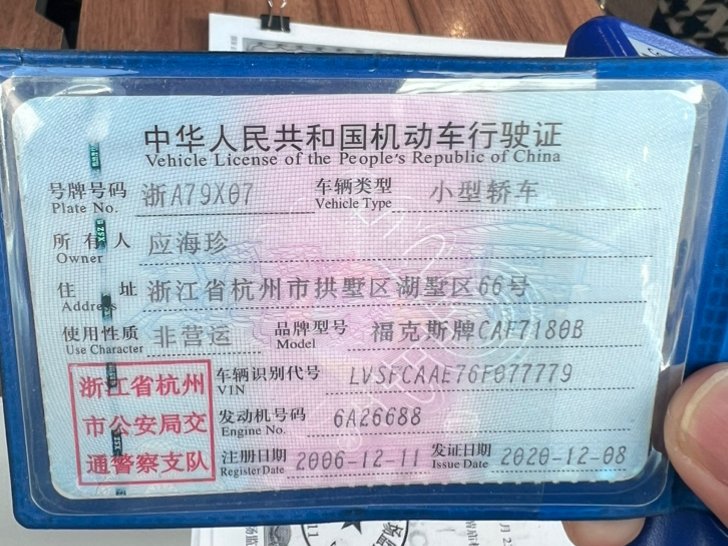 中华人民共和国机动车行驶证
Vehicle License of the People's Republic of China
号牌号码 浙A79X07 车辆类型 小型轿车
Plate No. Vehicle Type
所有人 应海珍
Owner
住址 浙江省杭州市拱墅区湖墅区66号
Address
使用性质 非营运 品牌型号 福克斯牌CAF7180B
Use Character Model
浙江省杭州 车辆识别代号 LVSFCAAE76F077779
VIN
市公安局交 发动机号码 6A26688
Engine No.
通警察支队 注册日期 2006-12-11 发证日期 2020-12-08
Register Date Issue Date